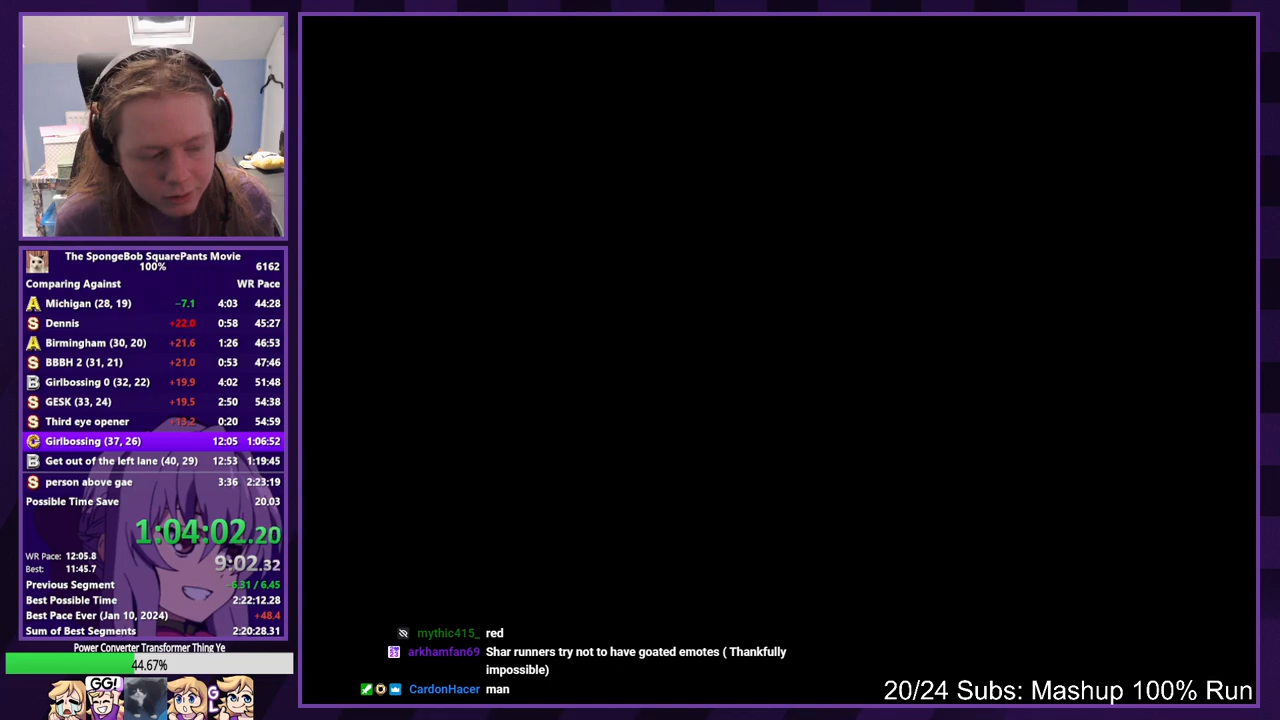 The SpongeBob SquarePants Movie
100% 6162
Comparing Against WR Pace
Michigan (28, 19) −7.1 4:03 44:28
Dennis +22.0 0:58 45:27
Birmingham (30, 20) +21.6 1:26 46:53
BBBH 2 (31, 21) +21.0 0:53 47:46
Girlbossing 0 (32, 22) +19.9 4:02 51:48
GESK (33, 24) +19.5 2:50 54:38
Third eye opener +13.2 0:20 54:59
Girlbossing (37, 26) 12:05 1:06:52
Get out of the left lane (40, 29) 12:53 1:19:45
person above gae 3:36 2:23:19
Possible Time Save 20.03
1:04:02.20
WR Pace: 12:05.8
Best: 11:45.7
9:02.32
Previous Segment −6.31 / 6.45
Best Possible Time 2:22:12.28
Best Pace Ever (Jan 10, 2024) +48.4
Sum of Best Segments 2:20:28.31
Power Converter Transformer Thing Ye
44.67%
GG!
GL
mythic415_ red
arkhamfan69 Shar runners try not to have goated emotes ( Thankfully
impossible)
CardonHacer man
20/24 Subs: Mashup 100% Run